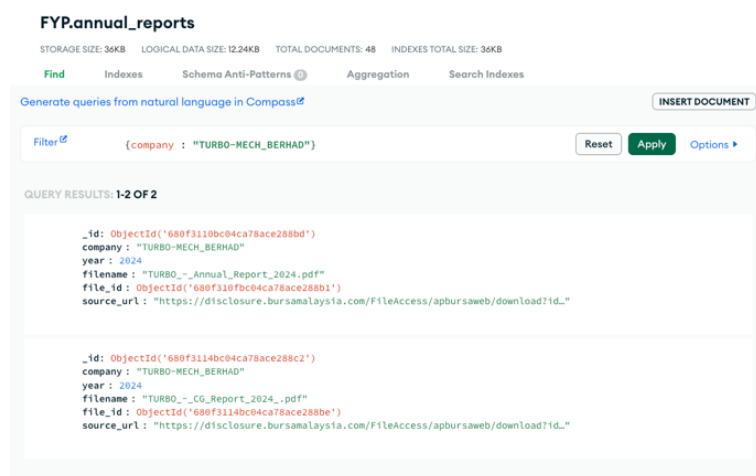 FYP.annual_reports
STORAGE SIZE: 36KB LOGICAL DATA SIZE: 12.24KB TOTAL DOCUMENTS: 48 INDEXES TOTAL SIZE: 36KB
Find Indexes Schema Anti-Patterns 0 Aggregation Search Indexes
Generate queries from natural language in Compass
INSERT DOCUMENT
Filter {company : "TURBO-MECH_BERHAD"} Reset Apply Options
QUERY RESULTS: 1-2 OF 2
_id: ObjectId('680f3110bc04ca78ace288bd')
company : "TURBO-MECH_BERHAD"
year : 2024
filename : "TURBO_-_Annual_Report_2024.pdf"
file_id : ObjectId('680f310fbc04ca78ace288b1')
source_url : "https://disclosure.bursamalaysia.com/FileAccess/apbursaweb/download?id…"
_id: ObjectId('680f3114bc04ca78ace288c2')
company : "TURBO-MECH_BERHAD"
year : 2024
filename : "TURBO_-_CG_Report_2024_.pdf"
file_id : ObjectId('680f3114bc04ca78ace288be')
source_url : "https://disclosure.bursamalaysia.com/FileAccess/apbursaweb/download?id…"